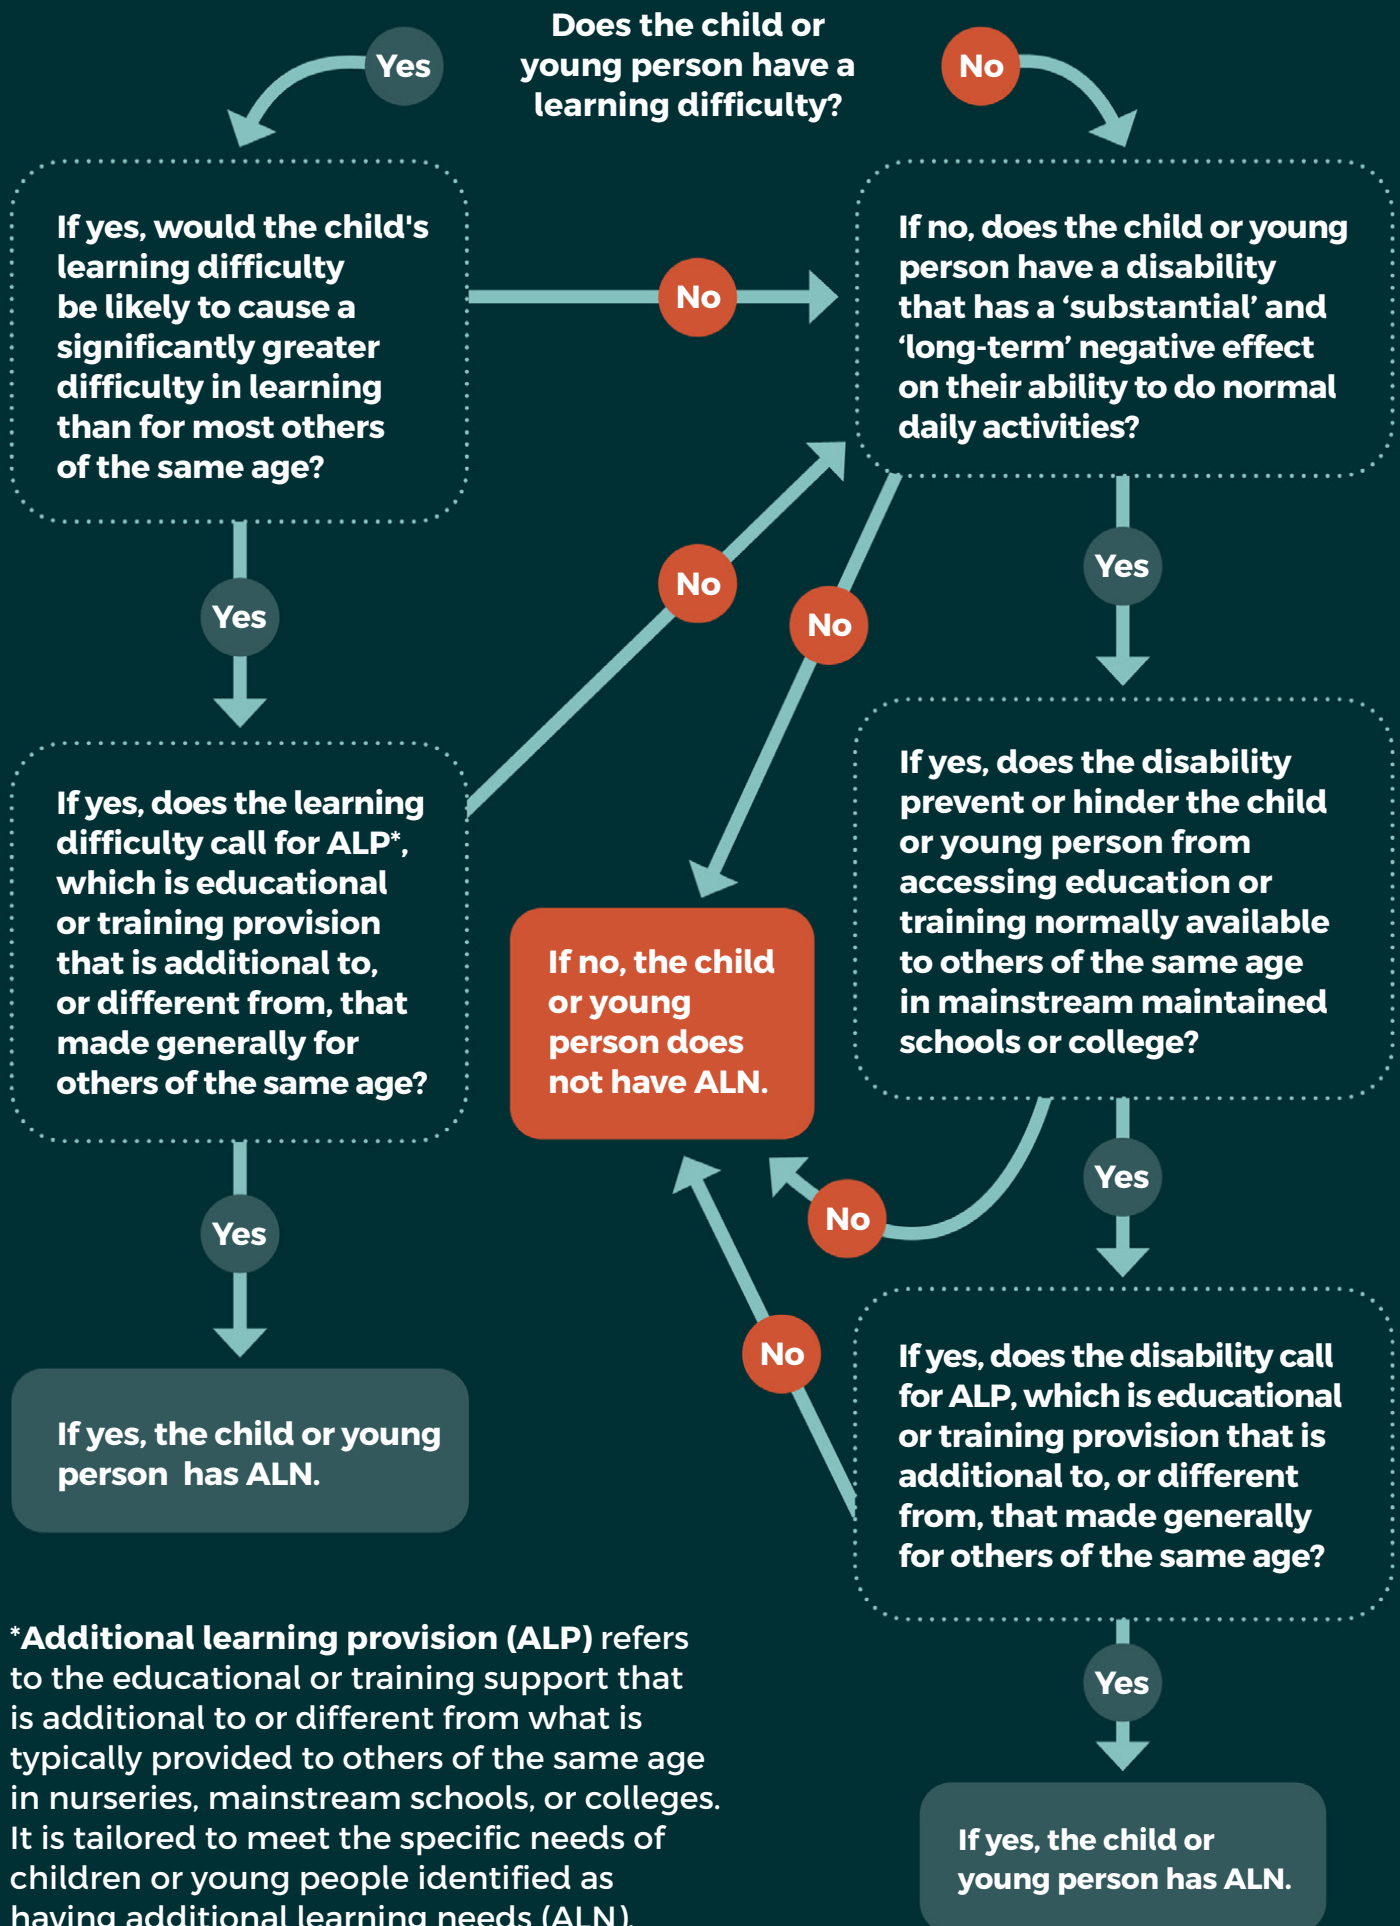 Does the child or
young person have a
learning difficulty?
Yes
No
If yes, would the child's
learning difficulty
be likely to cause a
significantly greater
difficulty in learning
than for most others
of the same age?
No
If no, does the child or young
person have a disability
that has a ‘substantial’ and
‘long-term’ negative effect
on their ability to do normal
daily activities?
Yes
No
No
Yes
If yes, does the learning
difficulty call for ALP*,
which is educational
or training provision
that is additional to,
or different from, that
made generally for
others of the same age?
If no, the child
or young
person does
not have ALN.
If yes, does the disability
prevent or hinder the child
or young person from
accessing education or
training normally available
to others of the same age
in mainstream maintained
schools or college?
Yes
No
Yes
No
If yes, the child or young
person has ALN.
If yes, does the disability call
for ALP, which is educational
or training provision that is
additional to, or different
from, that made generally
for others of the same age?
Yes
If yes, the child or
young person has ALN.
*Additional learning provision (ALP) refers
to the educational or training support that
is additional to or different from what is
typically provided to others of the same age
in nurseries, mainstream schools, or colleges.
It is tailored to meet the specific needs of
children or young people identified as
having additional learning needs (ALN).